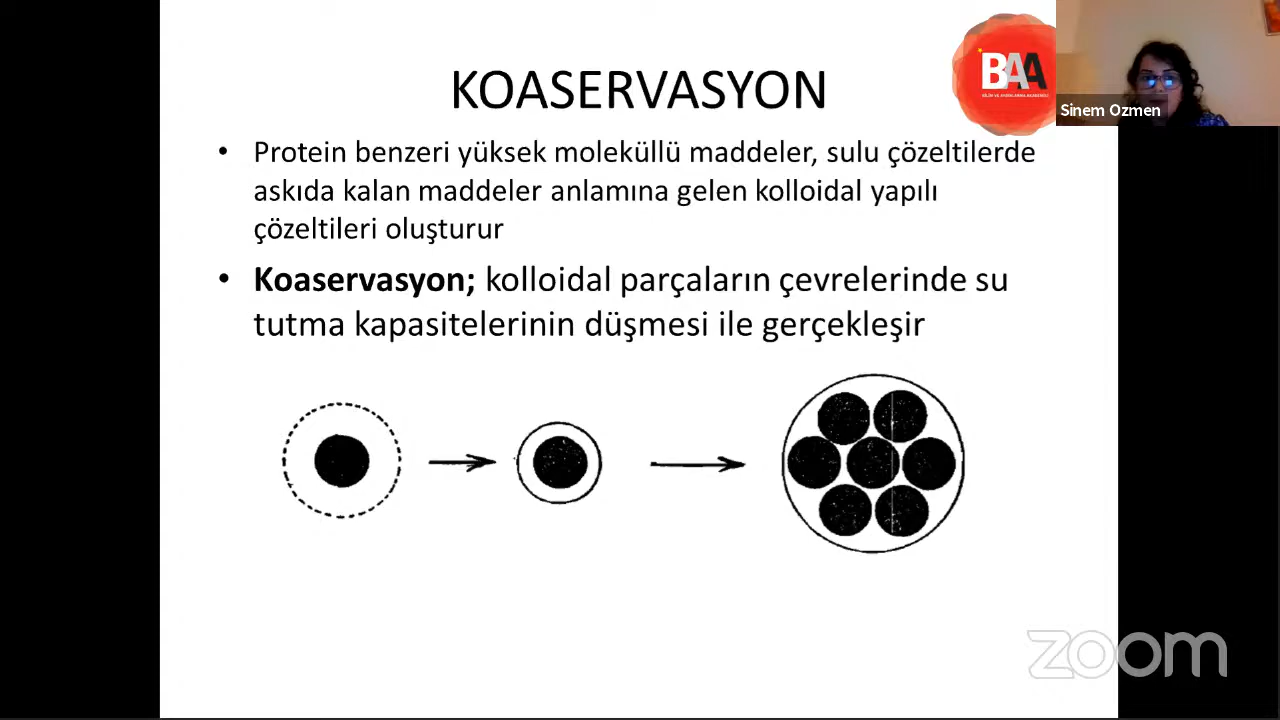 KOASERVASYON
BAA
Sinem Ozmen
• Protein benzeri yüksek moleküllü maddeler, sulu çözeltilerde
askıda kalan maddeler anlamına gelen kolloidal yapılı
çözeltileri oluşturur
• Koaservasyon; kolloidal parçaların çevrelerinde su
tutma kapasitelerinin düşmesi ile gerçekleşir
zoom